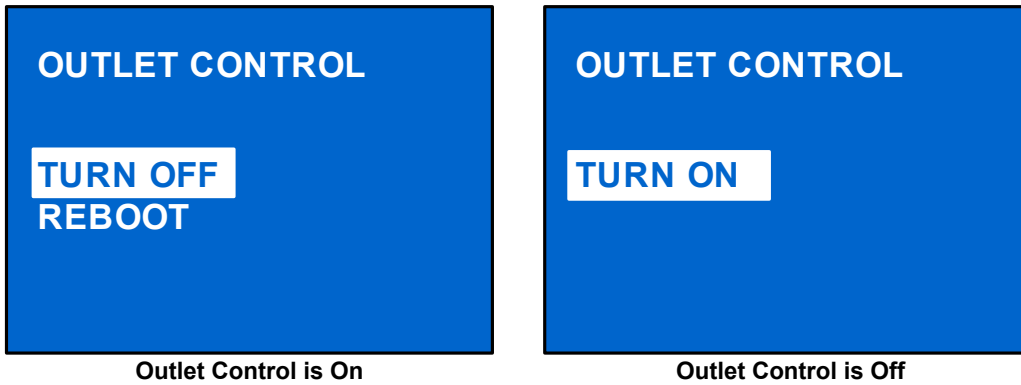 OUTLET CONTROL
TURN OFF
REBOOT
Outlet Control is On
OUTLET CONTROL
TURN ON
Outlet Control is Off